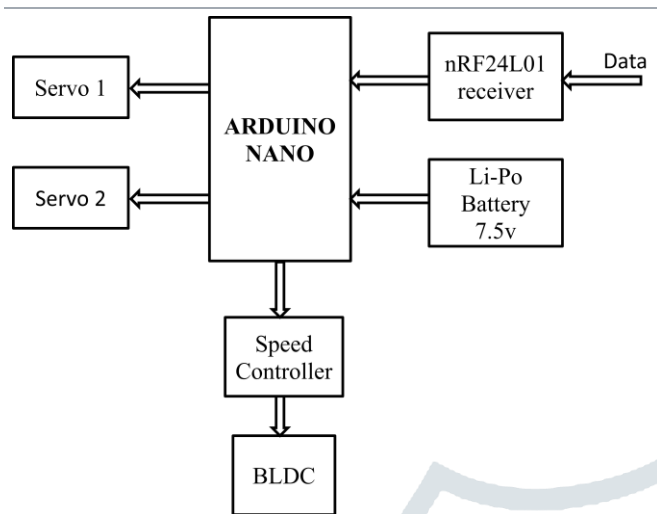 Servo 1
Servo 2
ARDUINO
NANO
nRF24L01
receiver
Data
Li-Po
Battery
7.5v
Speed
Controller
BLDC